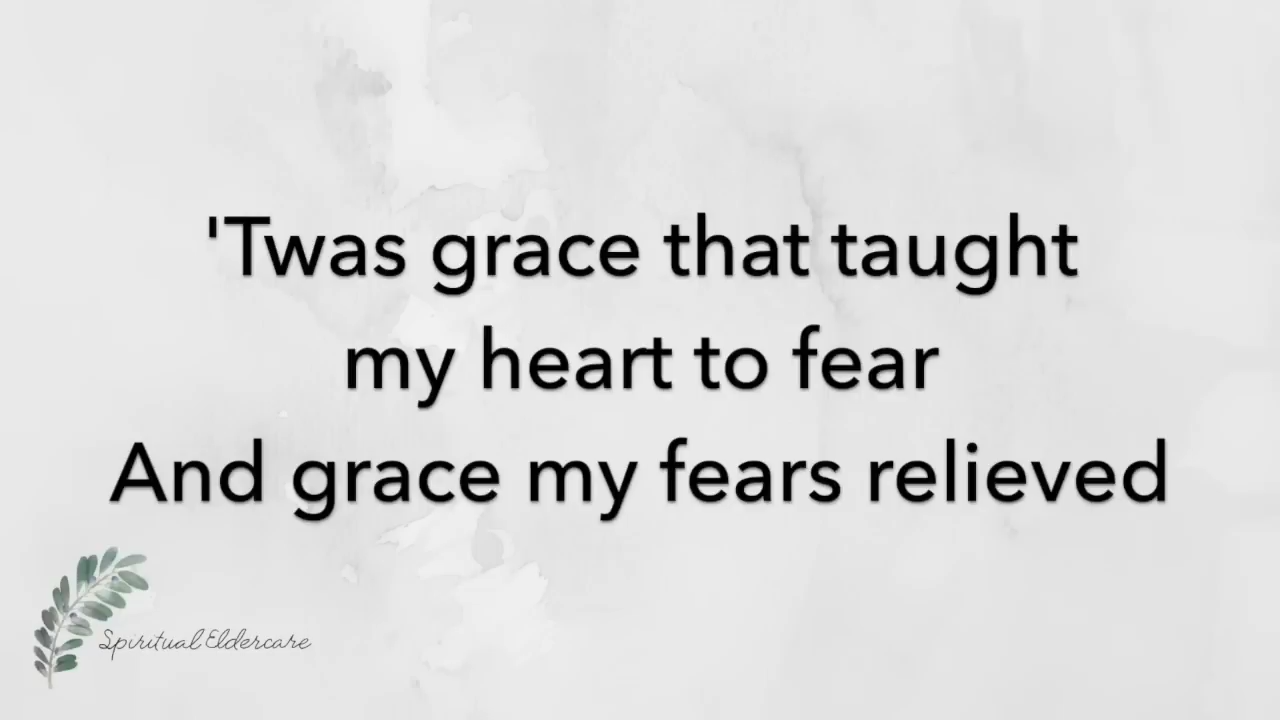 'Twas grace that taught
my heart to fear
And grace my fears relieved
Spiritual Eldercare